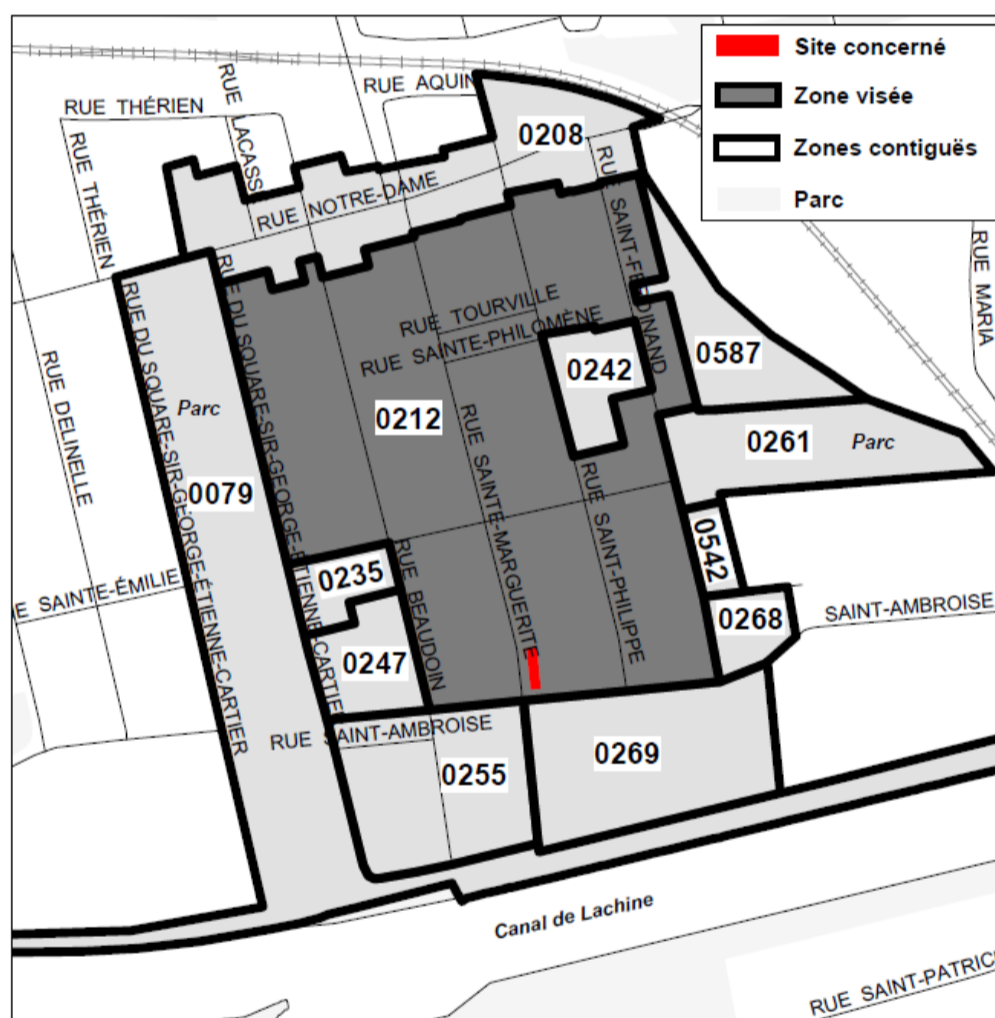 Site concerné
Zone visée
Zones contiguës
Parc
RUE THÉRIEN
RUE LACASS
RUE AQUIN
RUE THÉRIEN
0208
RUE NOTRE-DAME
RUE SAINT-FERDINAND
RUE MARIA
RUE DU SQUARE-SIR-GEORGE-ÉTIENNE-CARTIER
RUE DU SQUARE-SIR-GEORGE-ÉTIENNE-CARTIER
RUE TOURVILLE
RUE SAINTE-PHILOMÈNE
0587
0242
RUE DELINELLE
Parc
0212
RUE SAINTE-MARGUERITE
0261
Parc
0079
RUE SAINT-PHILIPPE
0542
0235
RUE BEAUDOIN
E SAINTE-ÉMILIE
0268
SAINT-AMBROISE
0247
RUE SAINT-AMBROISE
0255
0269
Canal de Lachine
RUE SAINT-PATRIC